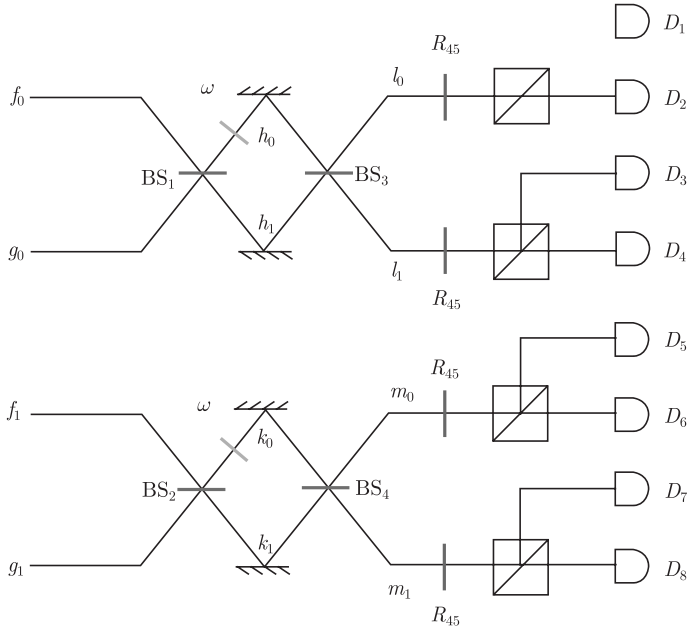 D₁
R₄₅
f₀ ω l₀ D₂
h₀
BS₁ BS₃ D₃
h₁
g₀ l₁ D₄
R₄₅
D₅
R₄₅
f₁ ω m₀ D₆
k₀
BS₂ BS₄ D₇
k₁
g₁ m₁ D₈
R₄₅